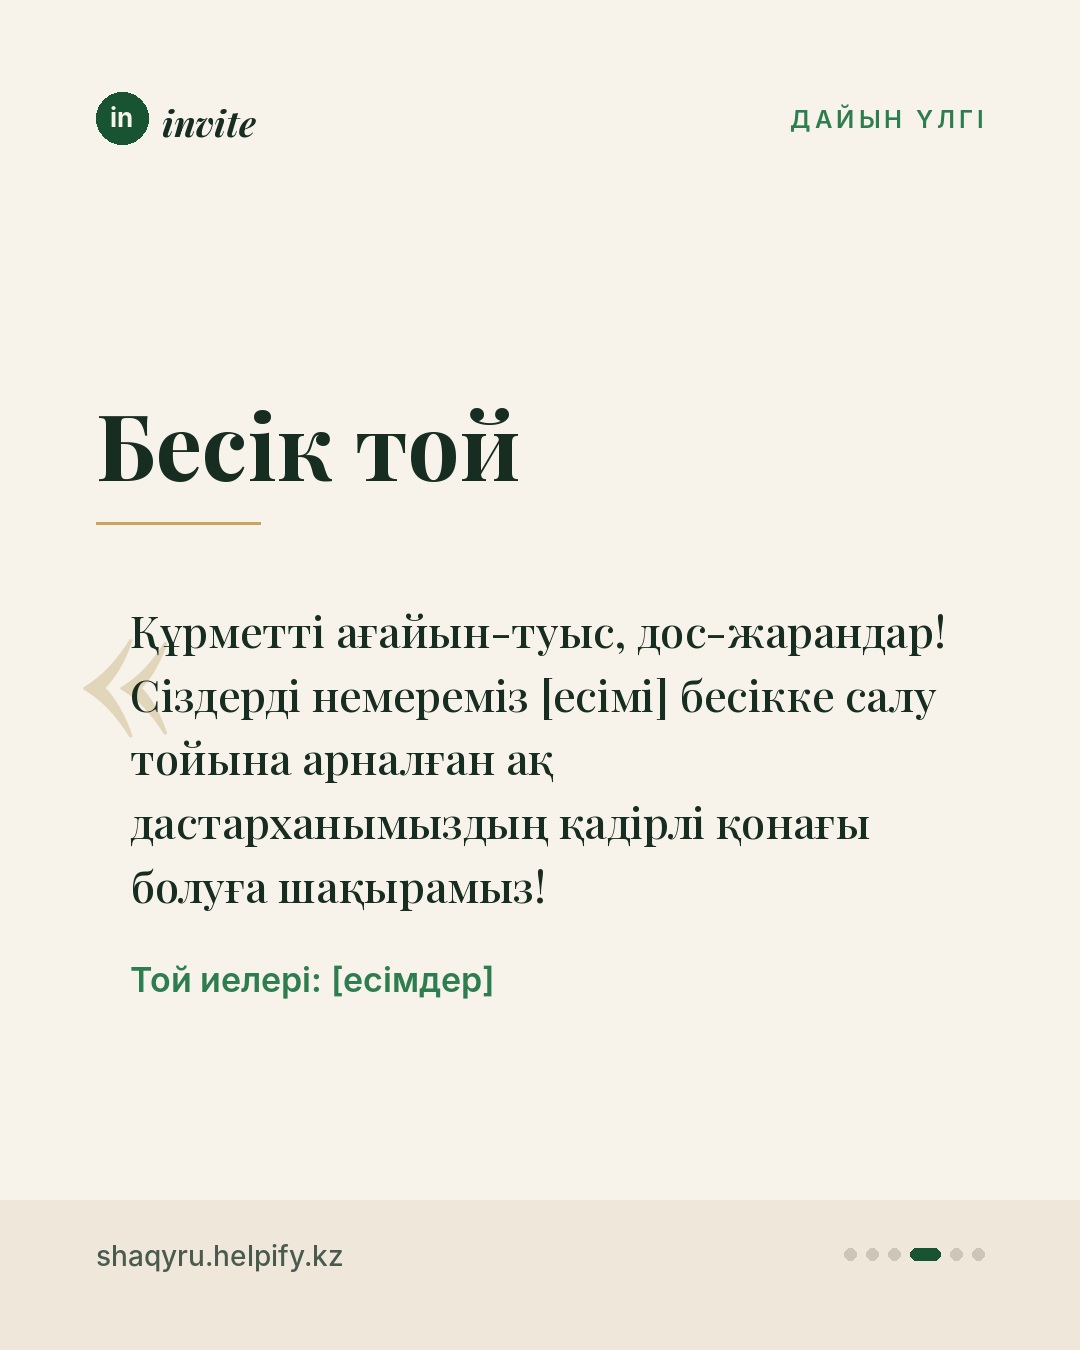 in invite
ДАЙЫН ҮЛГІ
Бесік той
«
Құрметті ағайын-туыс, дос-жарандар!
Сіздерді немереміз [есімі] бесікке салу
тойына арналған ақ
дастарханымыздың қадірлі қонағы
болуға шақырамыз!
Той иелері: [есімдер]
shaqyru.helpify.kz